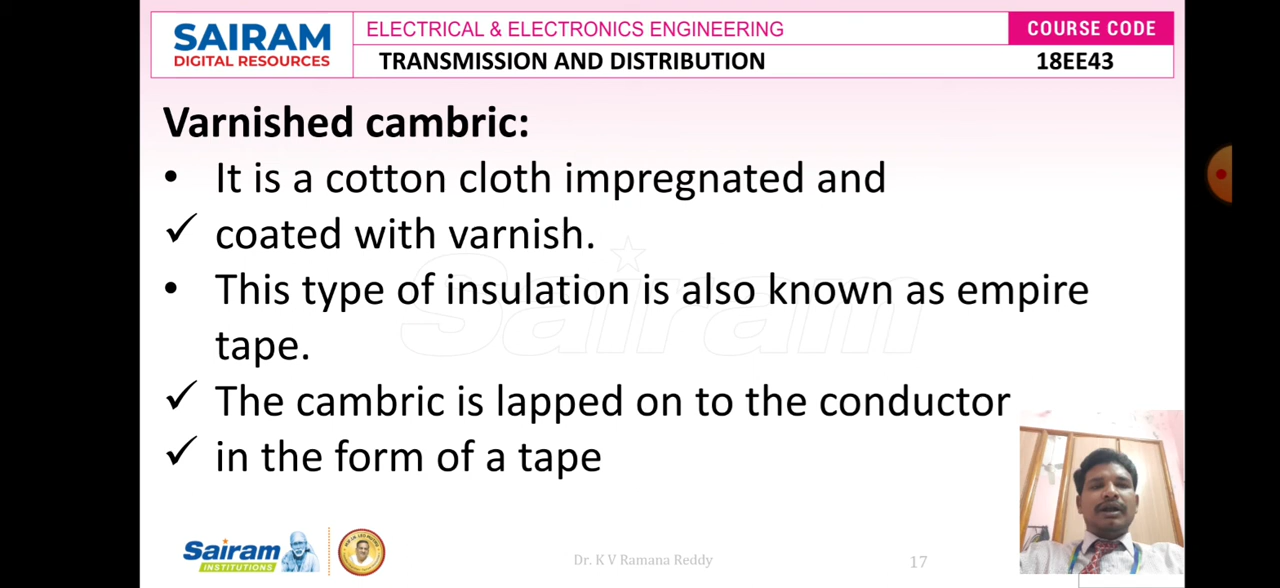 SAIRAM
DIGITAL RESOURCES
ELECTRICAL & ELECTRONICS ENGINEERING
TRANSMISSION AND DISTRIBUTION
COURSE CODE
18EE43
Varnished cambric:
• It is a cotton cloth impregnated and
✓ coated with varnish.
• This type of insulation is also known as empire
tape.
✓ The cambric is lapped on to the conductor
✓ in the form of a tape
Sairam
Sairam
INSTITUTIONS
Dr. K V Ramana Reddy
17